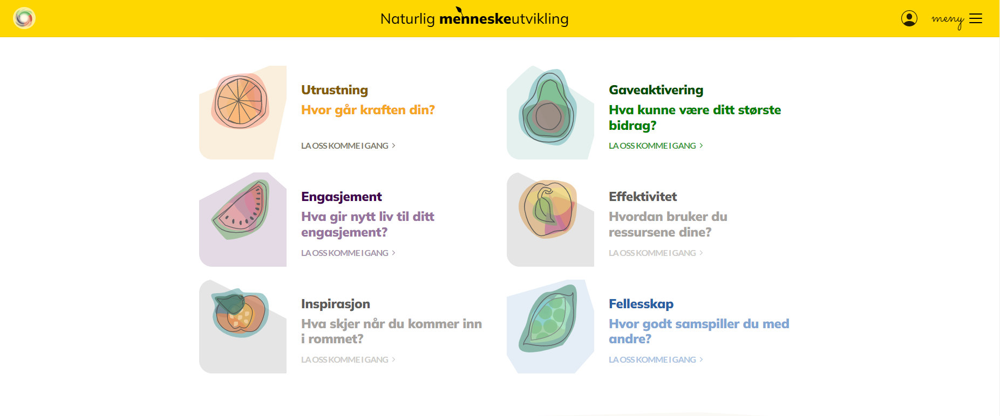 Naturlig menneskeutvikling
meny
Utrustning
Hvor går kraften din?
LA OSS KOMME I GANG
Gaveaktivering
Hva kunne være ditt største
bidrag?
LA OSS KOMME I GANG
Engasjement
Hva gir nytt liv til ditt
engasjement?
LA OSS KOMME I GANG
Effektivitet
Hvordan bruker du
ressursene dine?
LA OSS KOMME I GANG
Inspirasjon
Hva skjer når du kommer inn
i rommet?
LA OSS KOMME I GANG
Fellesskap
Hvor godt samspiller du med
andre?
LA OSS KOMME I GANG